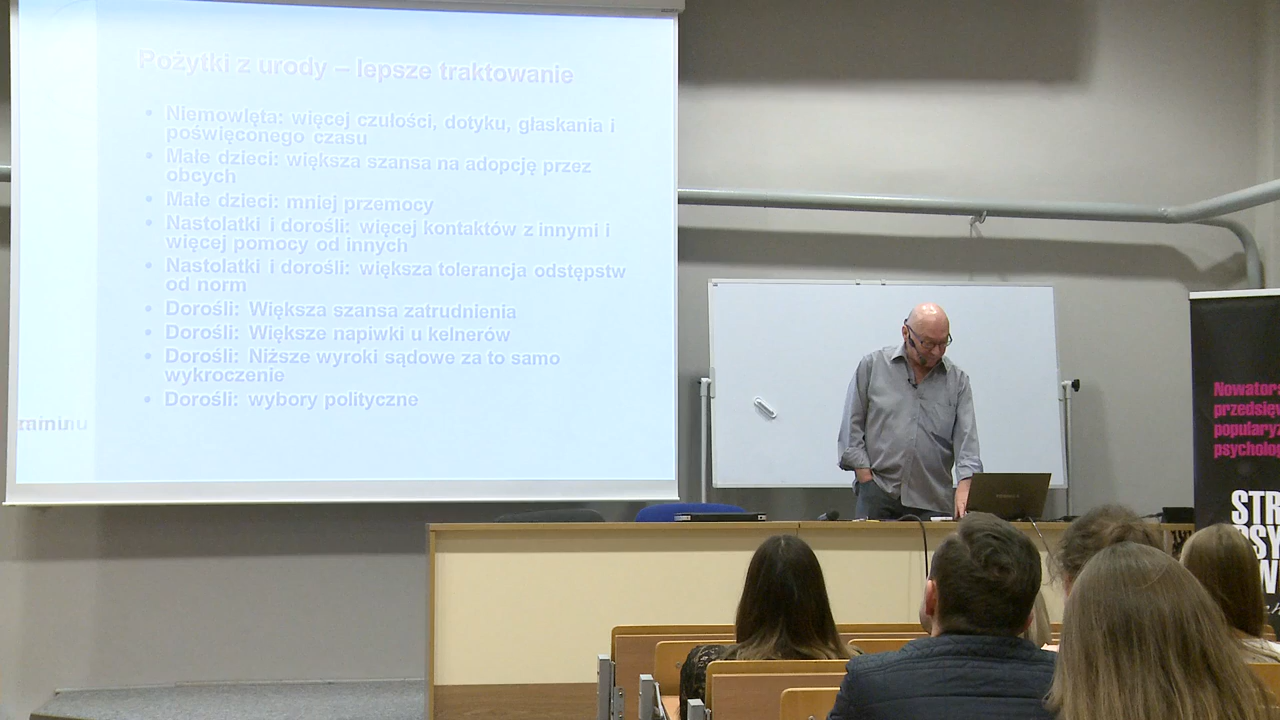 Pożytki z urody – lepsze traktowanie
• Niemowlęta: więcej czułości, dotyku, głaskania i
poświęconego czasu
• Małe dzieci: większa szansa na adopcję przez
obcych
• Małe dzieci: mniej przemocy
• Nastolatki i dorośli: więcej kontaktów z innymi i
więcej pomocy od innych
• Nastolatki i dorośli: większa tolerancja odstępstw
od norm
• Dorośli: Większa szansa zatrudnienia
• Dorośli: Większe napiwki u kelnerów
• Dorośli: Niższe wyroki sądowe za to samo
wykroczenie
• Dorośli: wybory polityczne
Nowators
przedsięw
popularyz
psycholog
STR
PSY
W